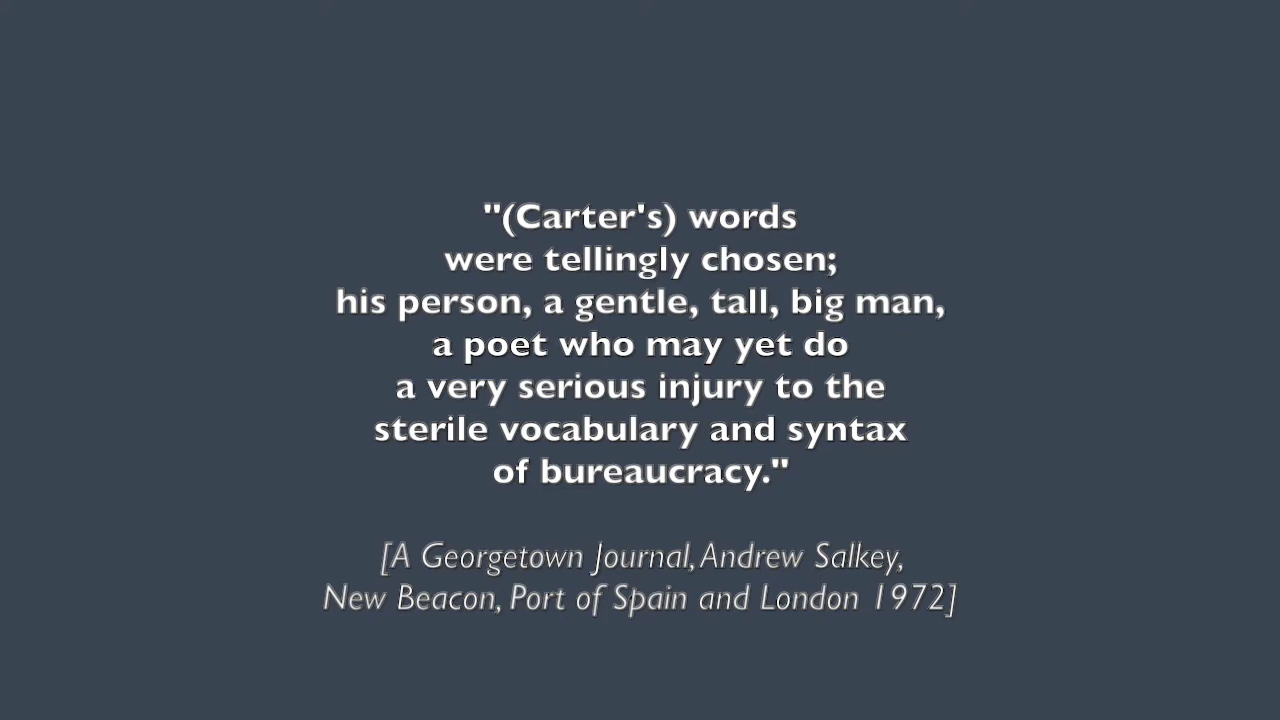 "(Carter's) words
were tellingly chosen;
his person, a gentle, tall, big man,
a poet who may yet do
a very serious injury to the
sterile vocabulary and syntax
of bureaucracy."
[A Georgetown Journal, Andrew Salkey,
New Beacon, Port of Spain and London 1972]